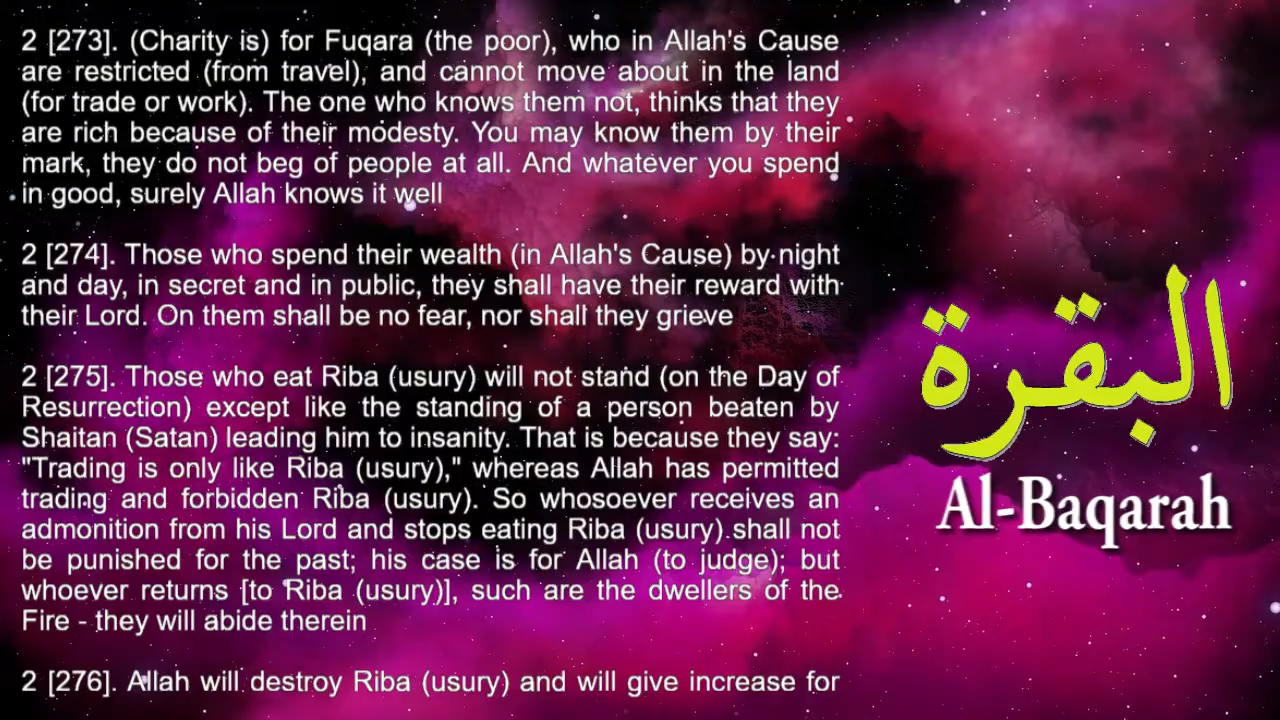 2 [273]. (Charity is) for Fuqara (the poor), who in Allah's Cause
are restricted (from travel), and cannot move about in the land
(for trade or work). The one who knows them not, thinks that they
are rich because of their modesty. You may know them by their
mark, they do not beg of people at all. And whatever you spend
in good, surely Allah knows it well
2 [274]. Those who spend their wealth (in Allah's Cause) by night
and day, in secret and in public, they shall have their reward with
their Lord. On them shall be no fear, nor shall they grieve
2 [275]. Those who eat Riba (usury) will not stand (on the Day of
Resurrection) except like the standing of a person beaten by
Shaitan (Satan) leading him to insanity. That is because they say:
"Trading is only like Riba (usury)," whereas Allah has permitted
trading and forbidden Riba (usury). So whosoever receives an
admonition from his Lord and stops eating Riba (usury) shall not
be punished for the past; his case is for Allah (to judge); but
whoever returns [to Riba (usury)], such are the dwellers of the
Fire - they will abide therein
2 [276]. Allah will destroy Riba (usury) and will give increase for
البقرة
Al-Baqarah